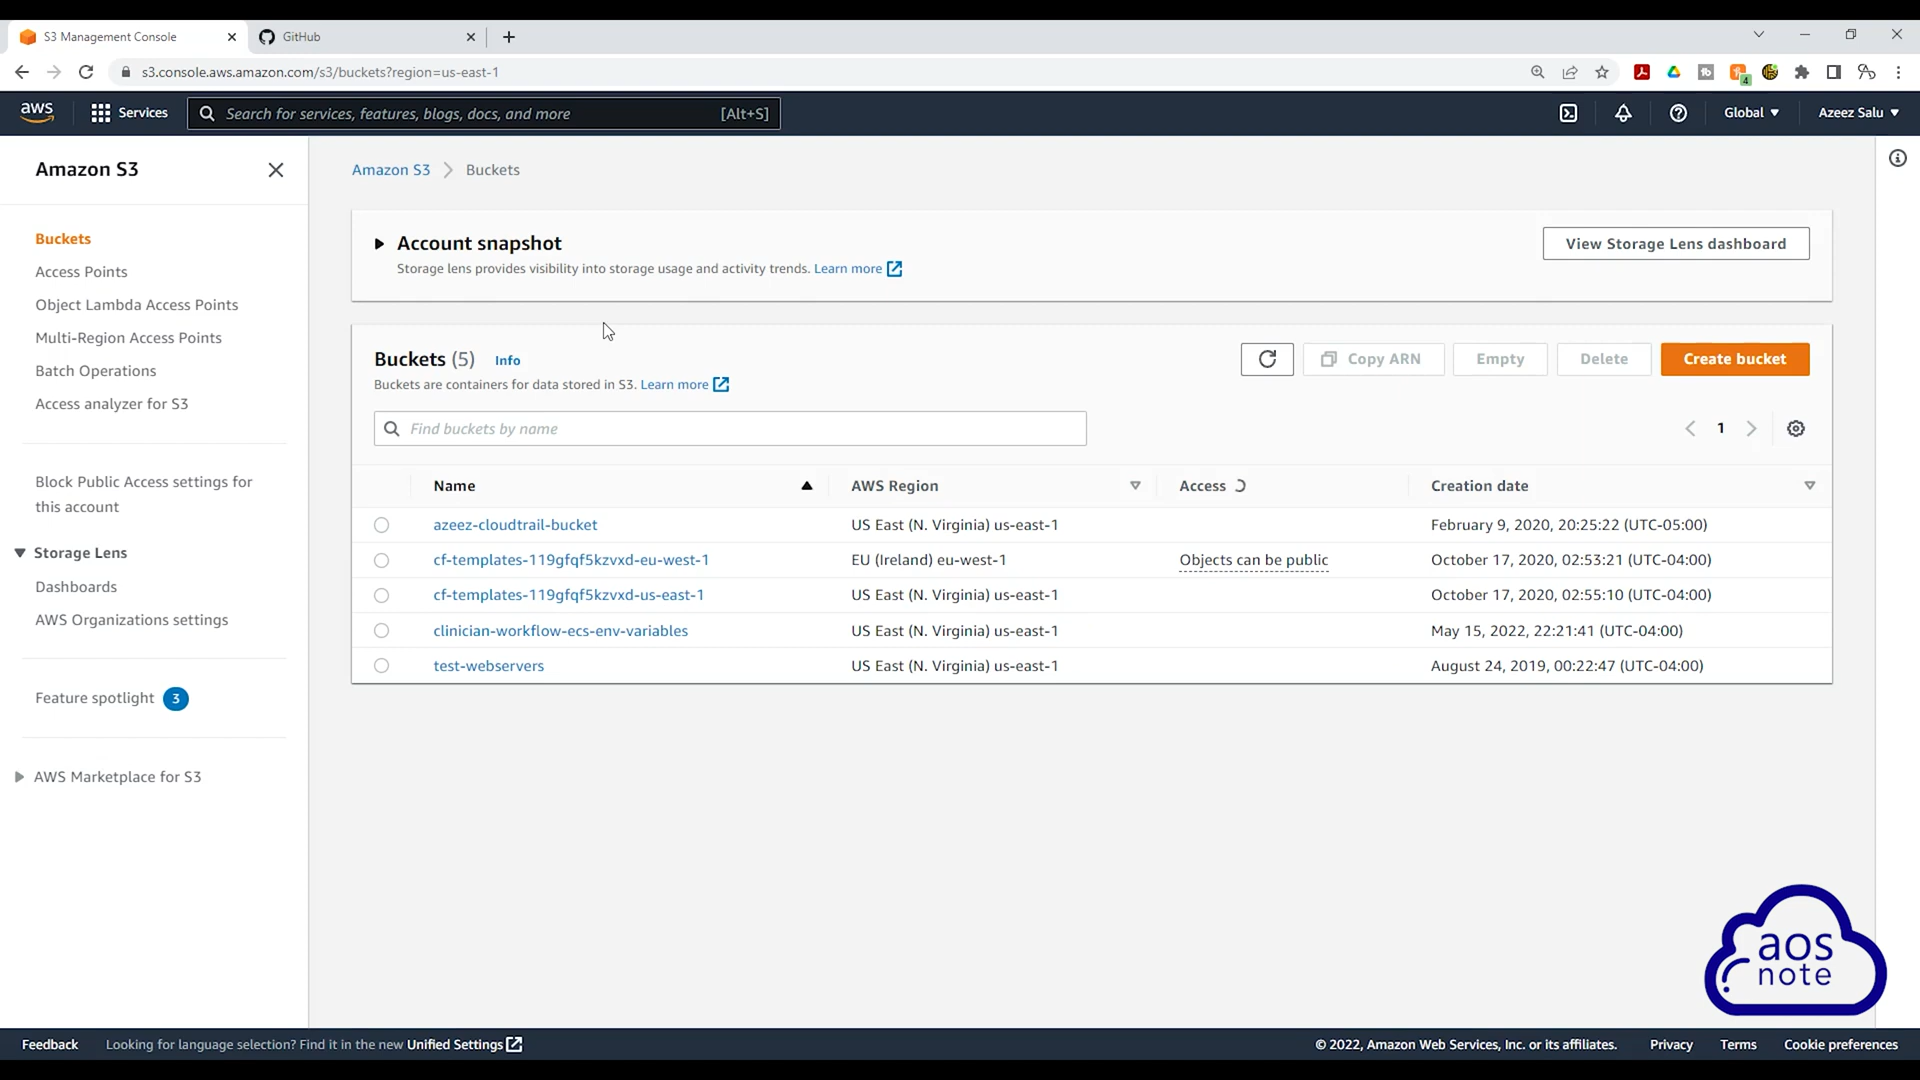 S3 Management Console
GitHub
s3.console.aws.amazon.com/s3/buckets?region=us-east-1
4
aws
Services
Search for services, features, blogs, docs, and more
[Alt+S]
Global
Azeez Salu
Amazon S3
Buckets
Access Points
Object Lambda Access Points
Multi-Region Access Points
Batch Operations
Access analyzer for S3
Block Public Access settings for
this account
Storage Lens
Dashboards
AWS Organizations settings
Feature spotlight 3
AWS Marketplace for S3
Amazon S3 Buckets
Account snapshot
Storage lens provides visibility into storage usage and activity trends. Learn more
View Storage Lens dashboard
Buckets (5) Info
Buckets are containers for data stored in S3. Learn more
Copy ARN
Empty
Delete
Create bucket
Find buckets by name
1
Name AWS Region Access Creation date
azeez-cloudtrail-bucket US East (N. Virginia) us-east-1 February 9, 2020, 20:25:22 (UTC-05:00)
cf-templates-119gfqf5kzvxd-eu-west-1 EU (Ireland) eu-west-1 Objects can be public October 17, 2020, 02:53:21 (UTC-04:00)
cf-templates-119gfqf5kzvxd-us-east-1 US East (N. Virginia) us-east-1 October 17, 2020, 02:55:10 (UTC-04:00)
clinician-workflow-ecs-env-variables US East (N. Virginia) us-east-1 May 15, 2022, 22:21:41 (UTC-04:00)
test-webservers US East (N. Virginia) us-east-1 August 24, 2019, 00:22:47 (UTC-04:00)
aos
note
Feedback
Looking for language selection? Find it in the new Unified Settings
© 2022, Amazon Web Services, Inc. or its affiliates.
Privacy
Terms
Cookie preferences